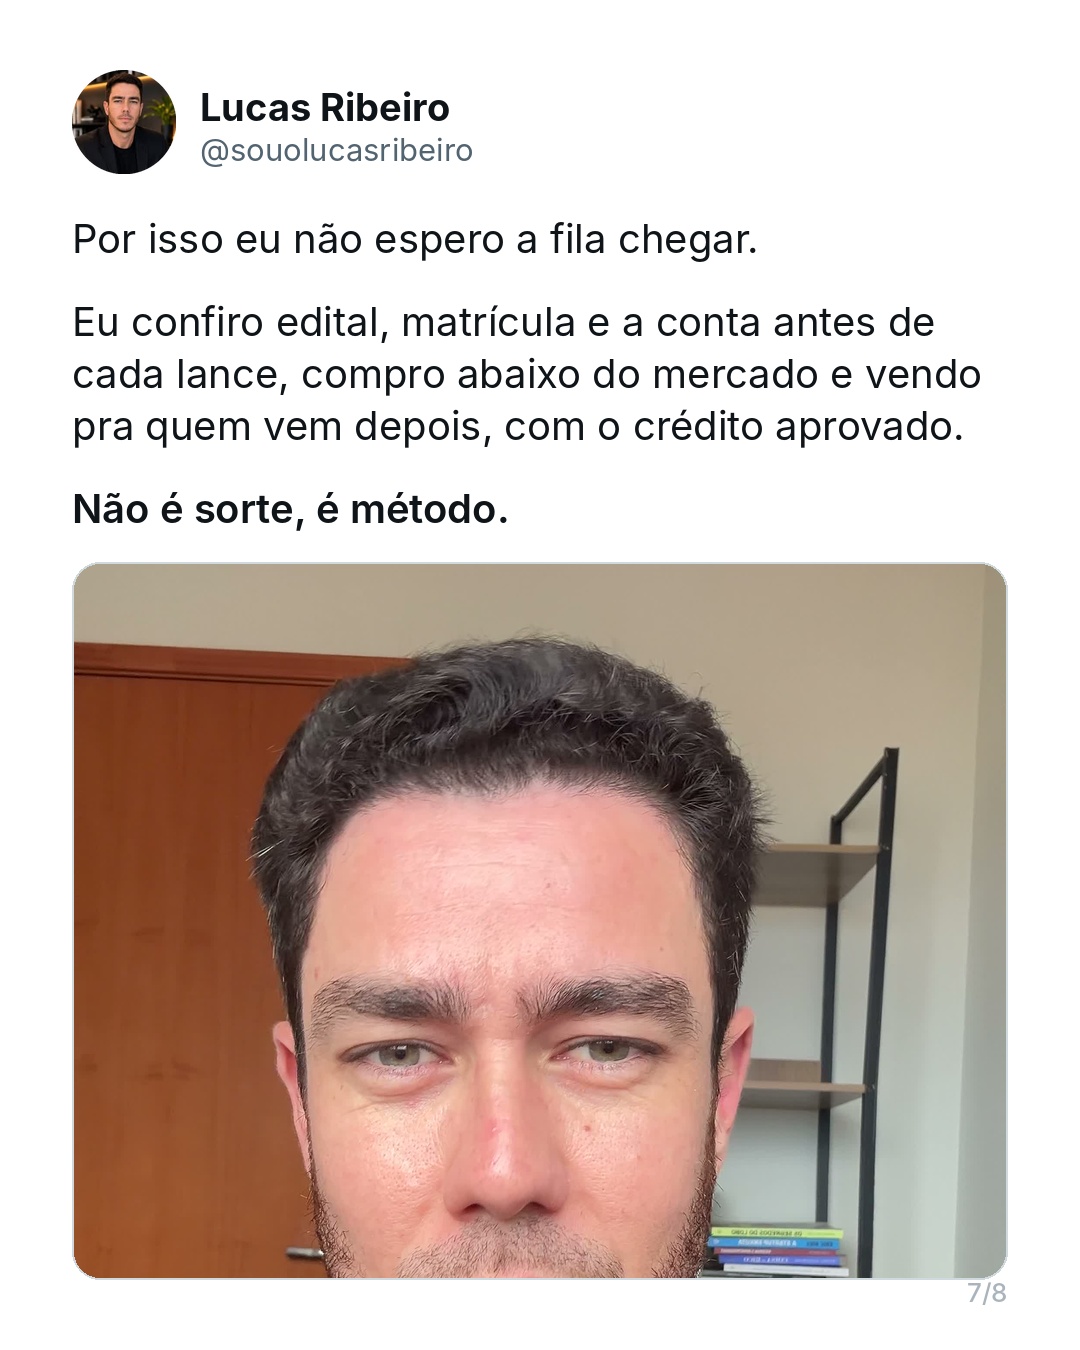 Lucas Ribeiro
@souolucasribeiro
Por isso eu não espero a fila chegar.
Eu confiro edital, matrícula e a conta antes de
cada lance, compro abaixo do mercado e vendo
pra quem vem depois, com o crédito aprovado.
Não é sorte, é método.
7/8